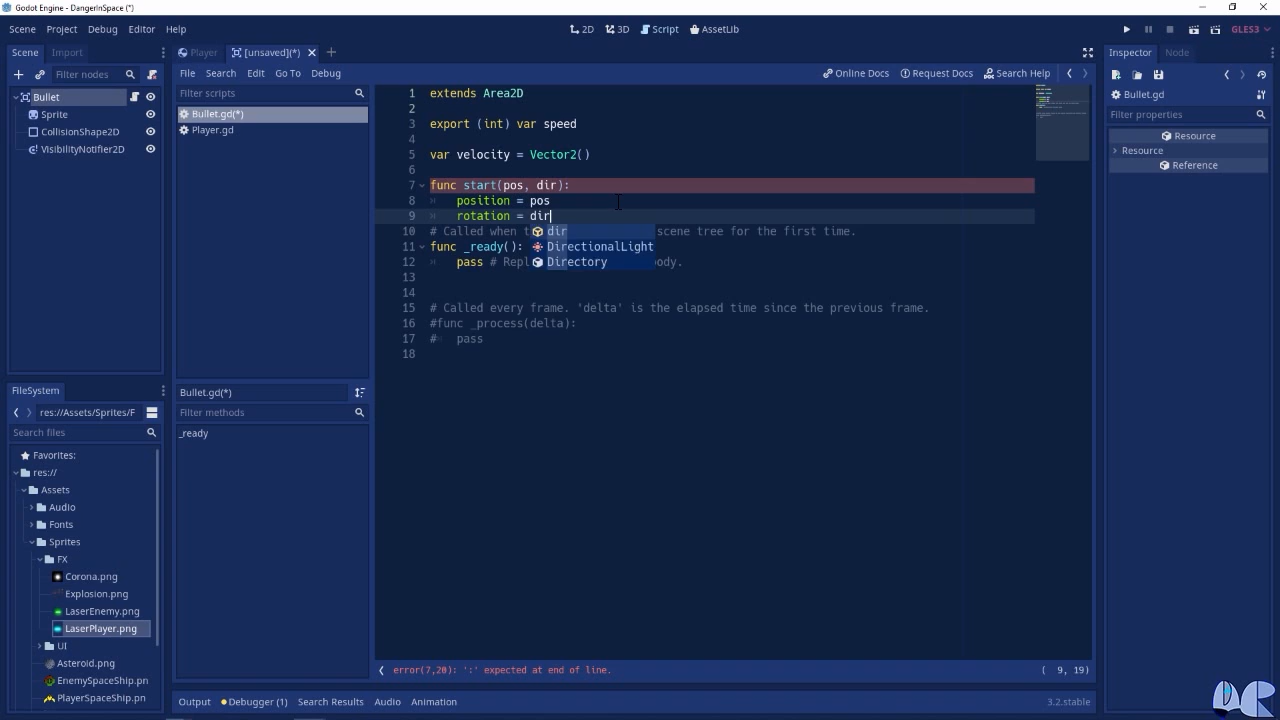 Godot Engine - DangerInSpace (*)
Scene Project Debug Editor Help
2D 3D Script AssetLib
GLES3
Scene Import
Player [unsaved](*)
Inspector Node
Filter nodes
File Search Edit Go To Debug
Online Docs Request Docs Search Help
Bullet
Sprite
CollisionShape2D
VisibilityNotifier2D
Filter scripts
Bullet.gd(*)
Player.gd
1 extends Area2D
2
3 export (int) var speed
4
5 var velocity = Vector2()
6
7 func start(pos, dir):
8 position = pos
9 rotation = dir
10 # Called when t scene tree for the first time.
11 func _ready():
12 pass # Repl ody.
13
14
15 # Called every frame. 'delta' is the elapsed time since the previous frame.
16 #func _process(delta):
17 # pass
18
dir
DirectionalLight
Directory
Bullet.gd
Filter properties
Resource
Resource
Reference
FileSystem
res://Assets/Sprites/F
Search files
Favorites:
res://
Assets
Audio
Fonts
Sprites
FX
Corona.png
Explosion.png
LaserEnemy.png
LaserPlayer.png
UI
Asteroid.png
EnemySpaceShip.pn
PlayerSpaceShip.pn
Bullet.gd(*)
Filter methods
_ready
error(7,20): ':' expected at end of line.
( 9, 19)
Output Debugger (1) Search Results Audio Animation
3.2.stable